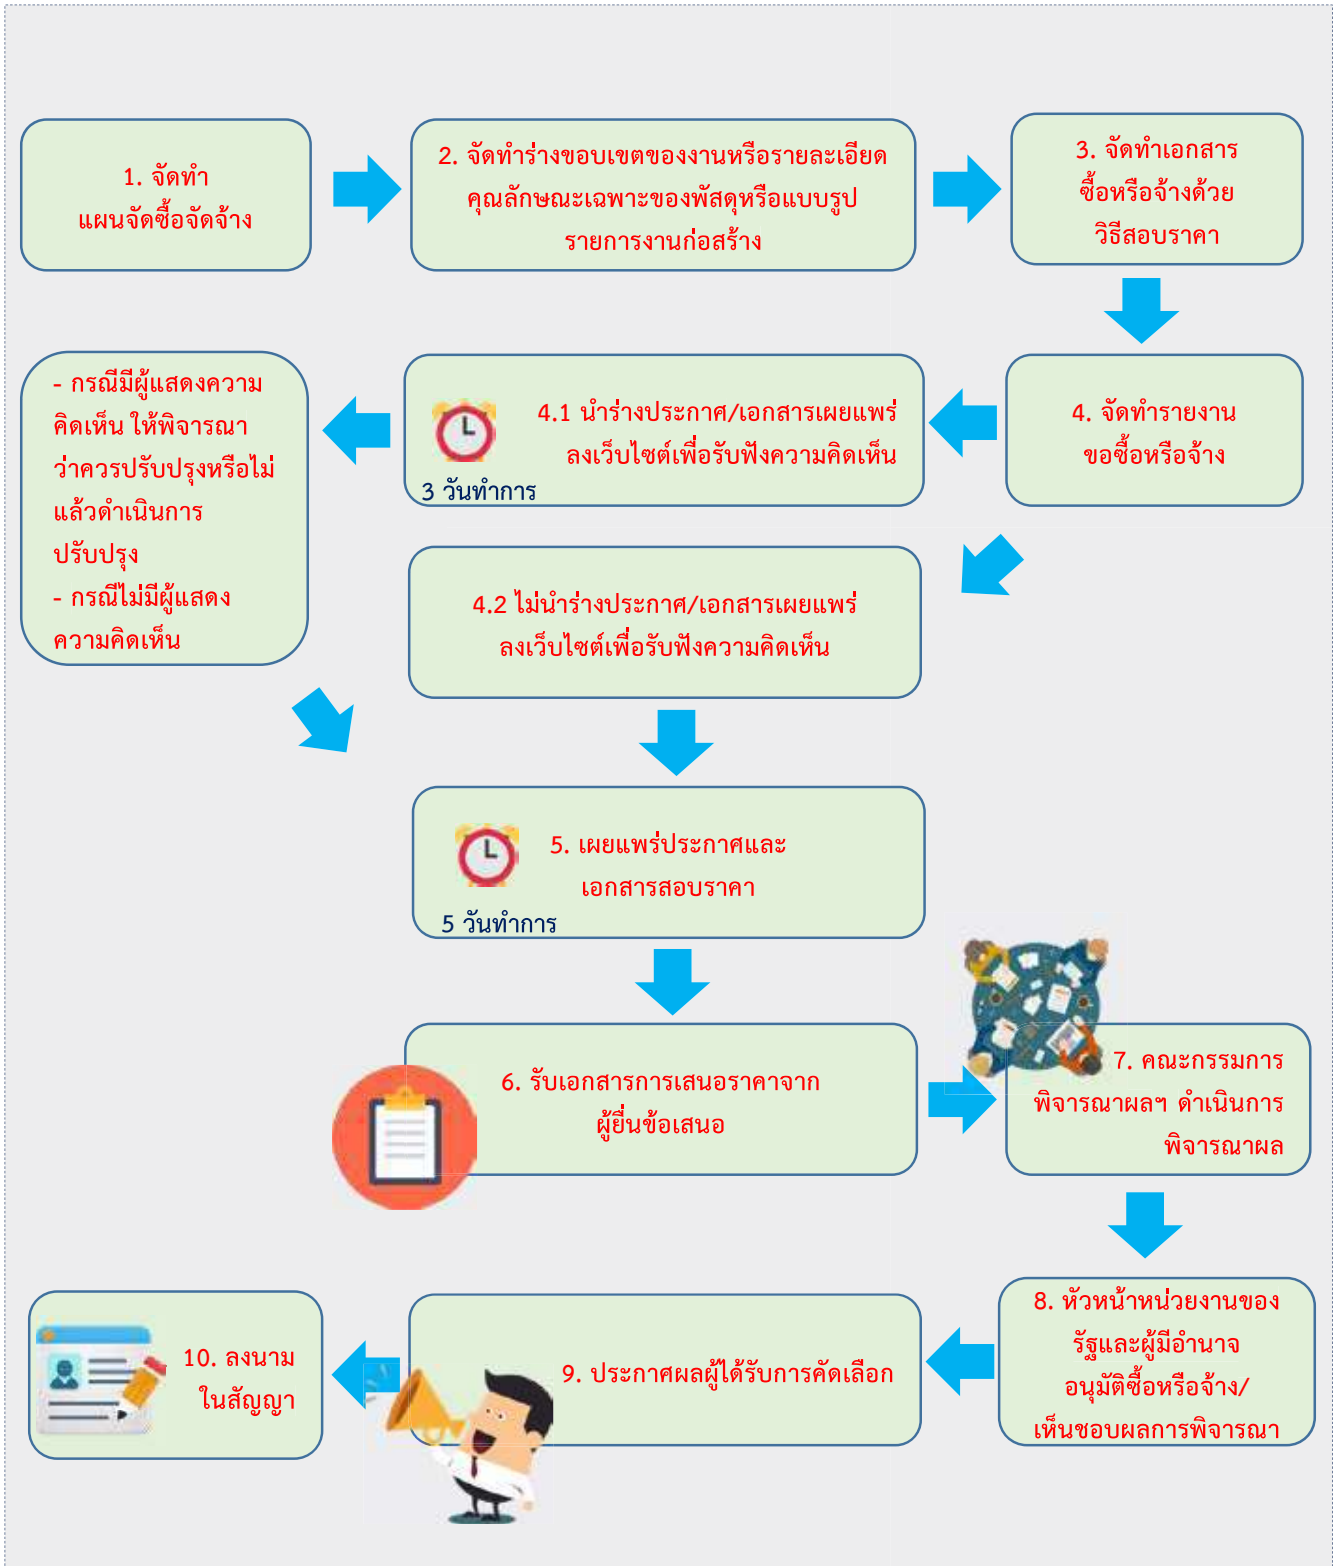 1. จัดทำ
แผนจัดซื้อจัดจ้าง
2. จัดทำร่างขอบเขตของงานหรือรายละเอียด
คุณลักษณะเฉพาะของพัสดุหรือแบบรูป
รายการงานก่อสร้าง
3. จัดทำเอกสาร
ซื้อหรือจ้างด้วย
วิธีสอบราคา
4. จัดทำรายงาน
ขอซื้อหรือจ้าง
4.1 นำร่างประกาศ/เอกสารเผยแพร่
ลงเว็บไซต์เพื่อรับฟังความคิดเห็น
3 วันทำการ
- กรณีมีผู้แสดงความ
คิดเห็น ให้พิจารณา
ว่าควรปรับปรุงหรือไม่
แล้วดำเนินการ
ปรับปรุง
- กรณีไม่มีผู้แสดง
ความคิดเห็น
4.2 ไม่นำร่างประกาศ/เอกสารเผยแพร่
ลงเว็บไซต์เพื่อรับฟังความคิดเห็น
5. เผยแพร่ประกาศและ
เอกสารสอบราคา
5 วันทำการ
6. รับเอกสารการเสนอราคาจาก
ผู้ยื่นข้อเสนอ
7. คณะกรรมการ
พิจารณาผลฯ ดำเนินการ
พิจารณาผล
8. หัวหน้าหน่วยงานของ
รัฐและผู้มีอำนาจ
อนุมัติซื้อหรือจ้าง/
เห็นชอบผลการพิจารณา
9. ประกาศผลผู้ได้รับการคัดเลือก
10. ลงนาม
ในสัญญา